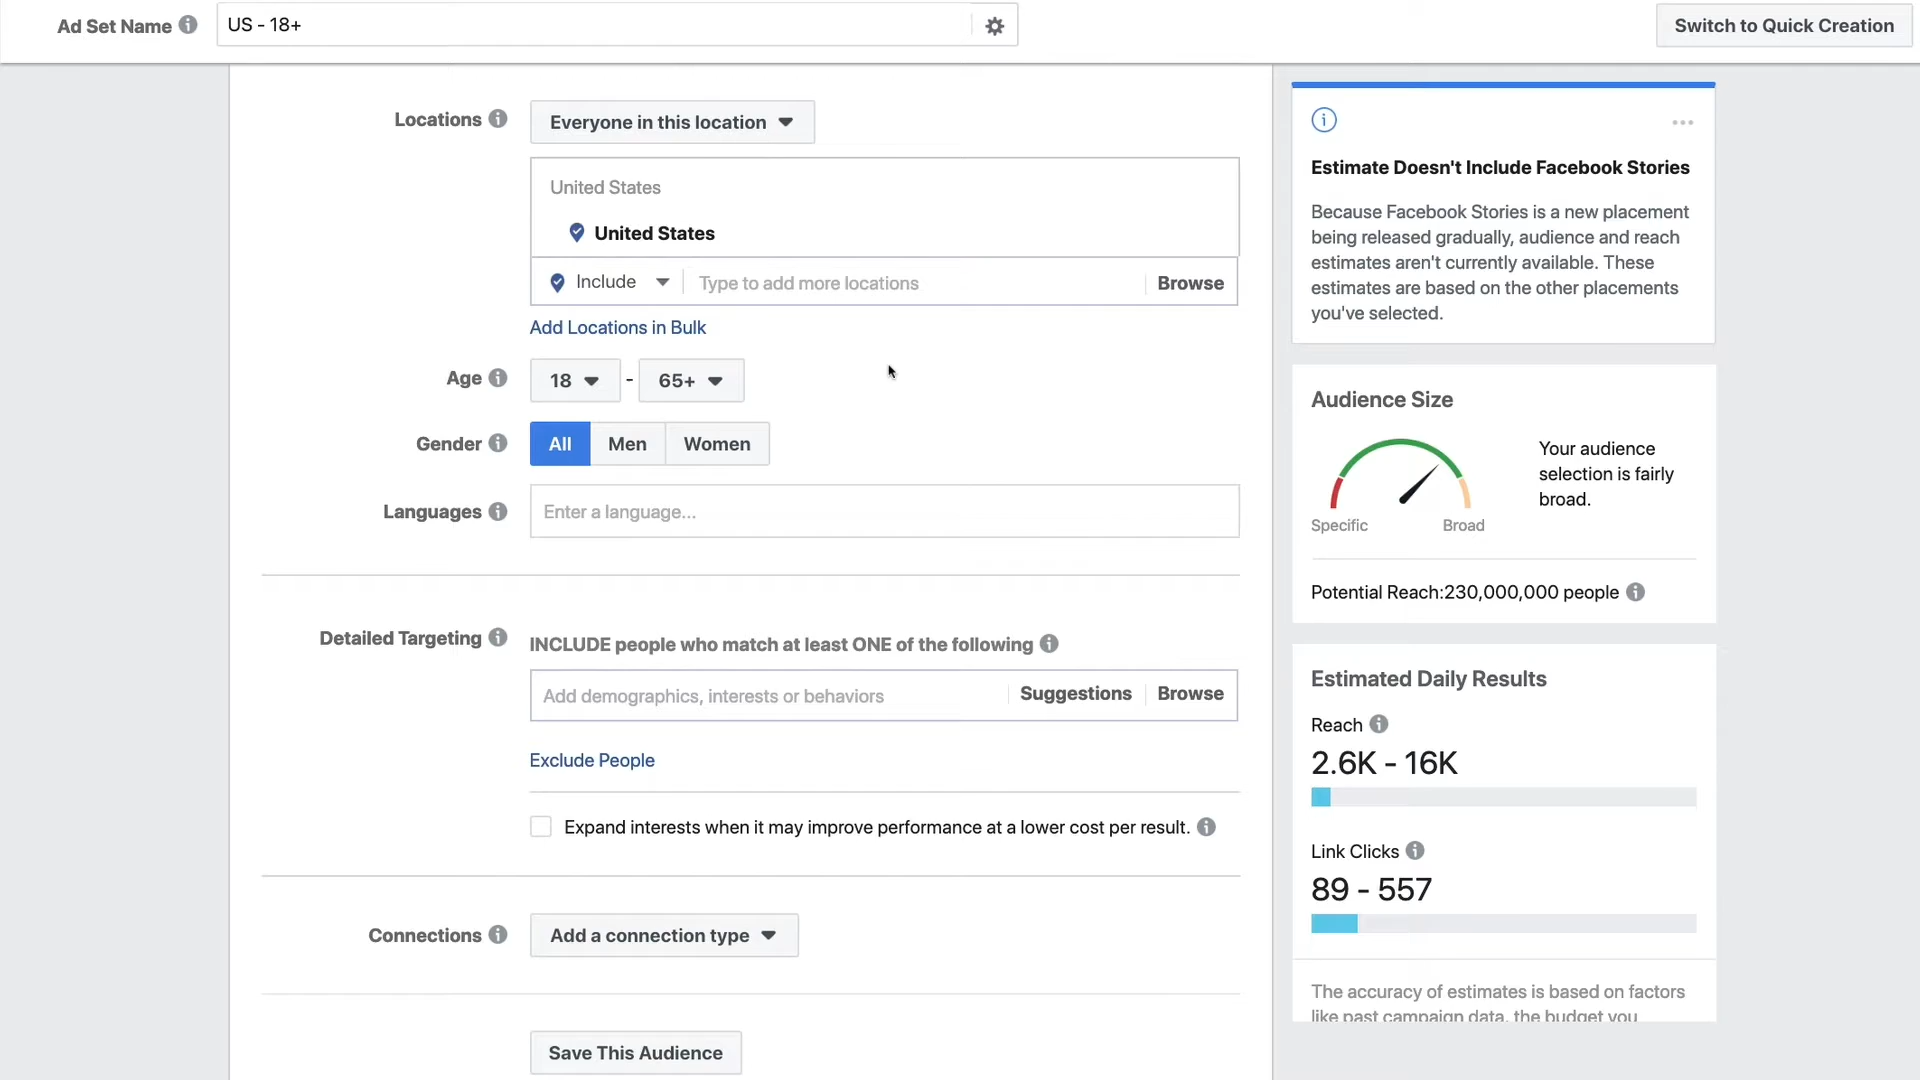 Ad Set Name
US - 18+
Switch to Quick Creation
Locations
Everyone in this location
United States
United States
Include
Type to add more locations
Browse
Add Locations in Bulk
Age
18 - 65+
Gender
All
Men
Women
Languages
Enter a language...
Detailed Targeting
INCLUDE people who match at least ONE of the following
Add demographics, interests or behaviors
Suggestions
Browse
Exclude People
Expand interests when it may improve performance at a lower cost per result.
Connections
Add a connection type
Save This Audience
Estimate Doesn't Include Facebook Stories
Because Facebook Stories is a new placement
being released gradually, audience and reach
estimates aren't currently available. These
estimates are based on the other placements
you've selected.
Audience Size
Your audience
selection is fairly
broad.
Specific
Broad
Potential Reach:230,000,000 people
Estimated Daily Results
Reach
2.6K - 16K
Link Clicks
89 - 557
The accuracy of estimates is based on factors
like past campaign data, the budget you